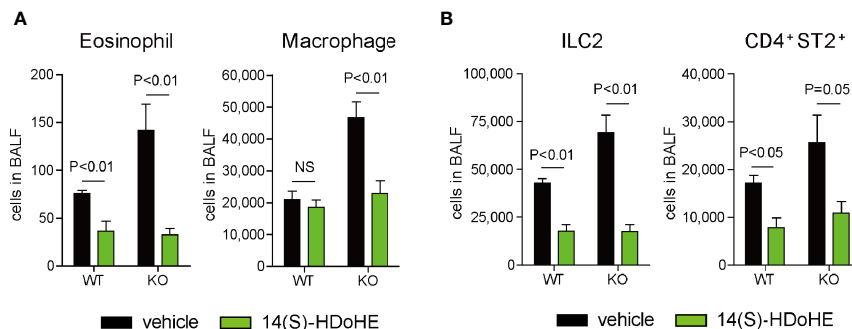 A
B
Eosinophil
Macrophage
ILC2
CD4+ ST2+
cells in BALF
200
150
100
50
0
P<0.01
P<0.01
WT
KO
cells in BALF
60,000
50,000
40,000
30,000
20,000
10,000
0
NS
P<0.01
WT
KO
cells in BALF
100,000
75,000
50,000
25,000
0
P<0.01
P<0.01
WT
KO
cells in BALF
40,000
30,000
20,000
10,000
0
P<0.05
P=0.05
WT
KO
vehicle 14(S)-HDoHE
vehicle 14(S)-HDoHE